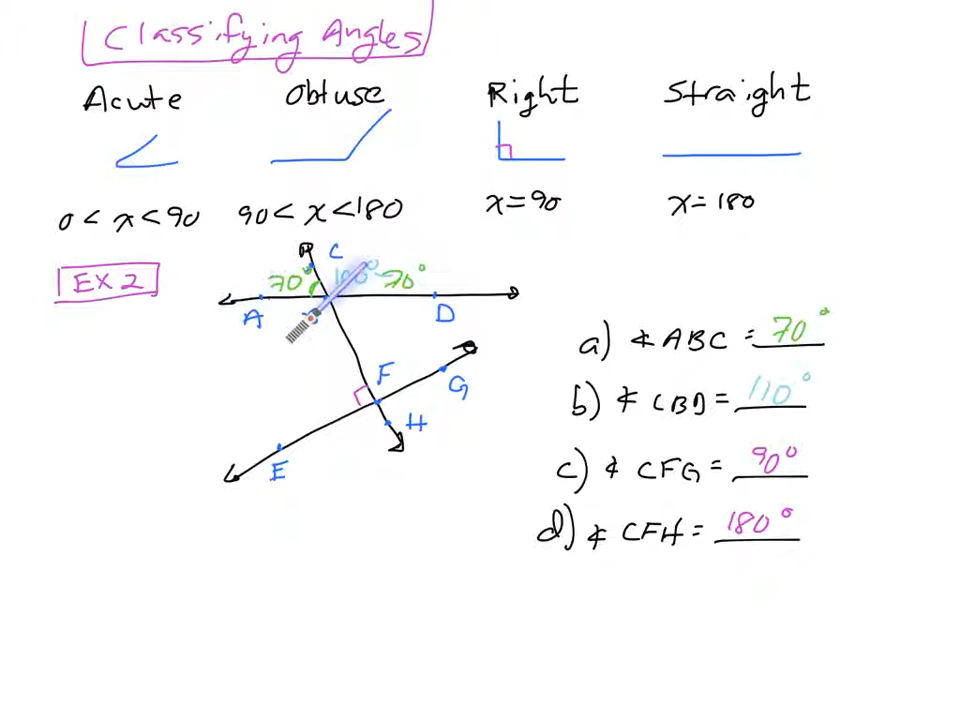 Classifying Angles
Acute Obtuse Right Straight
0 < x < 90 90 < x < 180 x = 90 x = 180
EX 2
C
70° 70°
A D
F
G
H
E
a) ∡ ABC = 70°
b) ∡ CBD = 110°
c) ∡ CFG = 90°
d) ∡ CFH = 180°